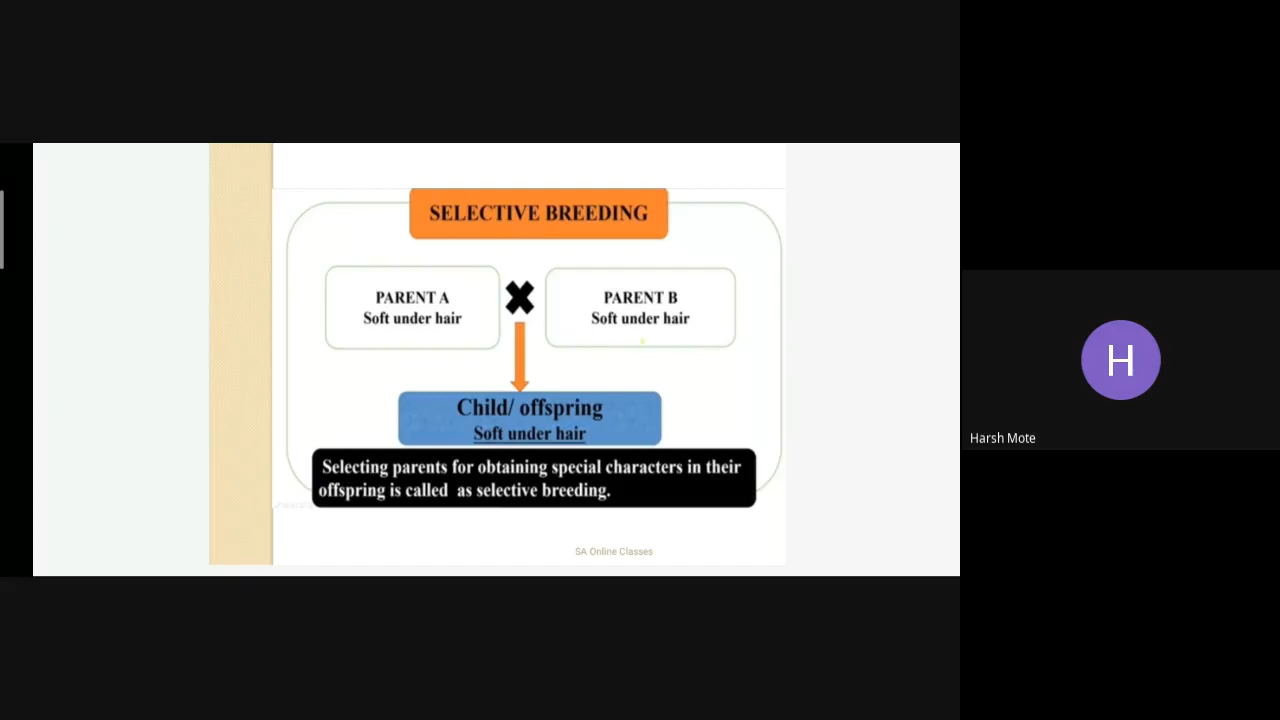 SELECTIVE BREEDING
PARENT A
Soft under hair
PARENT B
Soft under hair
Child/ offspring
Soft under hair
Selecting parents for obtaining special characters in their
offspring is called as selective breeding.
SA Online Classes
H
Harsh Mote